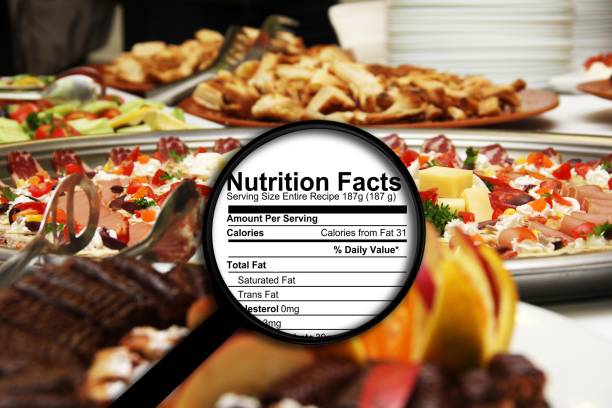 Nutrition Facts
Serving Size Entire Recipe 187g (187 g)
Amount Per Serving
Calories Calories from Fat 31
% Daily Value*
Total Fat
Saturated Fat
Trans Fat
lesterol 0mg
3mg